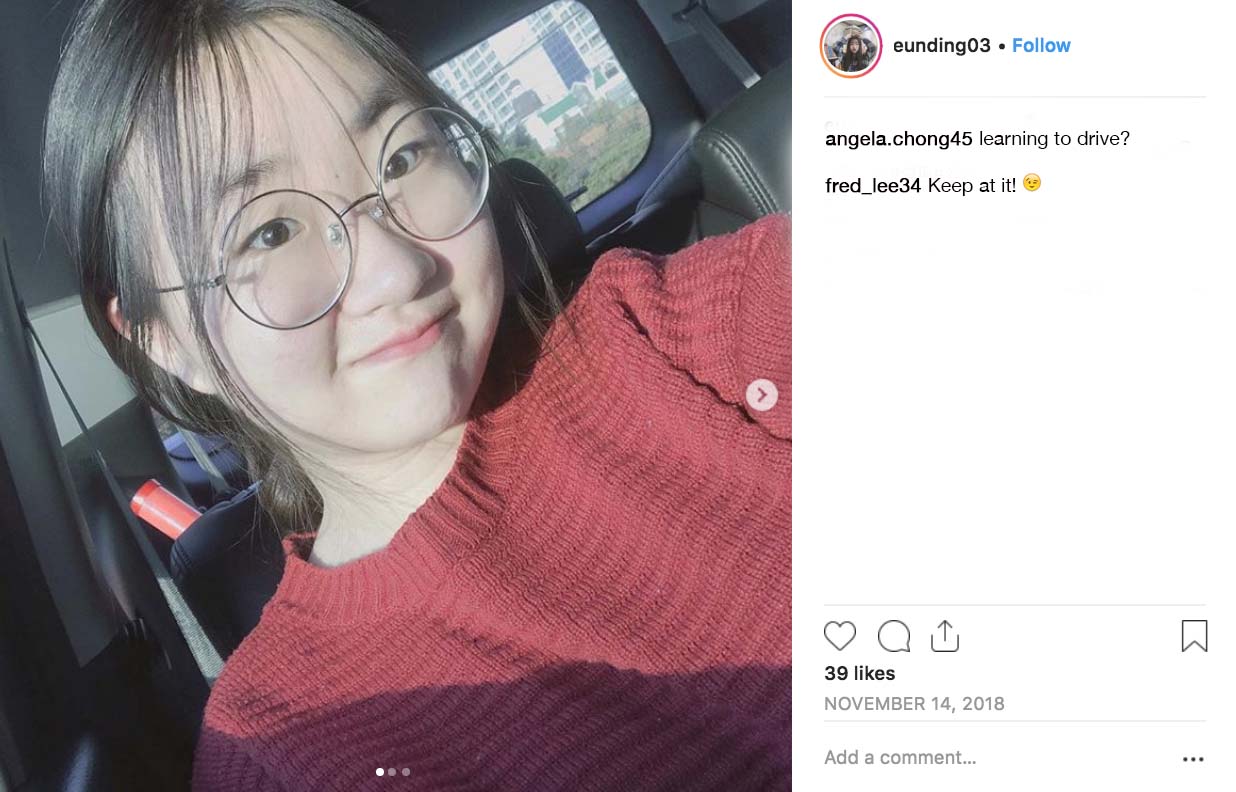 eunding03 • Follow
angela.chong45 learning to drive?
fred_lee34 Keep at it! 😉
39 likes
NOVEMBER 14, 2018
Add a comment...